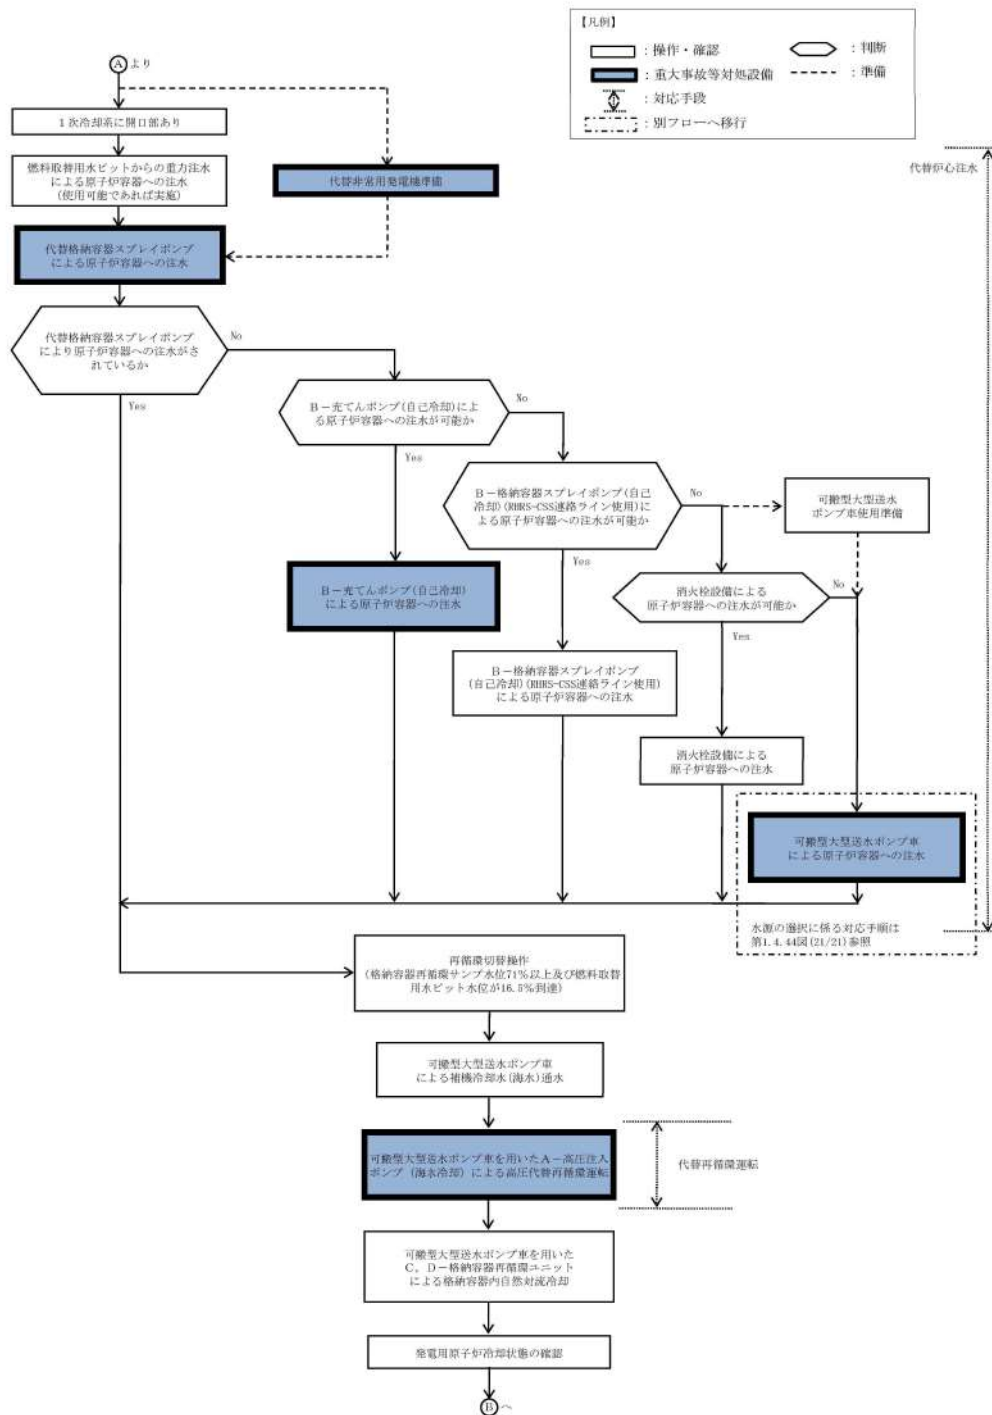 【凡例】
：操作・確認
：判断
：重大事故等対処設備
：準備
：対応手段
：別フローへ移行
Aより
1次冷却系に開口部あり
燃料取替用水ピットからの重力注水
による原子炉容器への注水
(使用可能であれば実施)
代替非常用発電機準備
代替炉心注水
代替格納容器スプレイポンプ
による原子炉容器への注水
代替格納容器スプレイポンプ
により原子炉容器への注水がさ
れているか
No
Yes
B－充てんポンプ(自己冷却)によ
る原子炉容器への注水が可能か
No
Yes
B－格納容器スプレイポンプ(自己
冷却)(RHRS-CSS連絡ライン使用)に
よる原子炉容器への注水が可能か
No
Yes
可搬型大型送水
ポンプ車使用準備
B－充てんポンプ(自己冷却)
による原子炉容器への注水
消火栓設備による
原子炉容器への注水が可能か
No
Yes
B－格納容器スプレイポンプ
(自己冷却)(RHRS-CSS連絡ライン使用)
による原子炉容器への注水
消火栓設備による
原子炉容器への注水
可搬型大型送水ポンプ車
による原子炉容器への注水
水源の選択に係る対応手順は
第1.4.44図(21/21)参照
再循環切替操作
(格納容器再循環サンプ水位71％以上及び燃料取替
用水ピット水位が16.5％到達)
可搬型大型送水ポンプ車
による補機冷却水(海水)通水
可搬型大型送水ポンプ車を用いたA－高圧注入
ポンプ（海水冷却）による高圧代替再循環運転
代替再循環運転
可搬型大型送水ポンプ車を用いた
C，D－格納容器再循環ユニット
による格納容器内自然対流冷却
発電用原子炉冷却状態の確認
Bへ